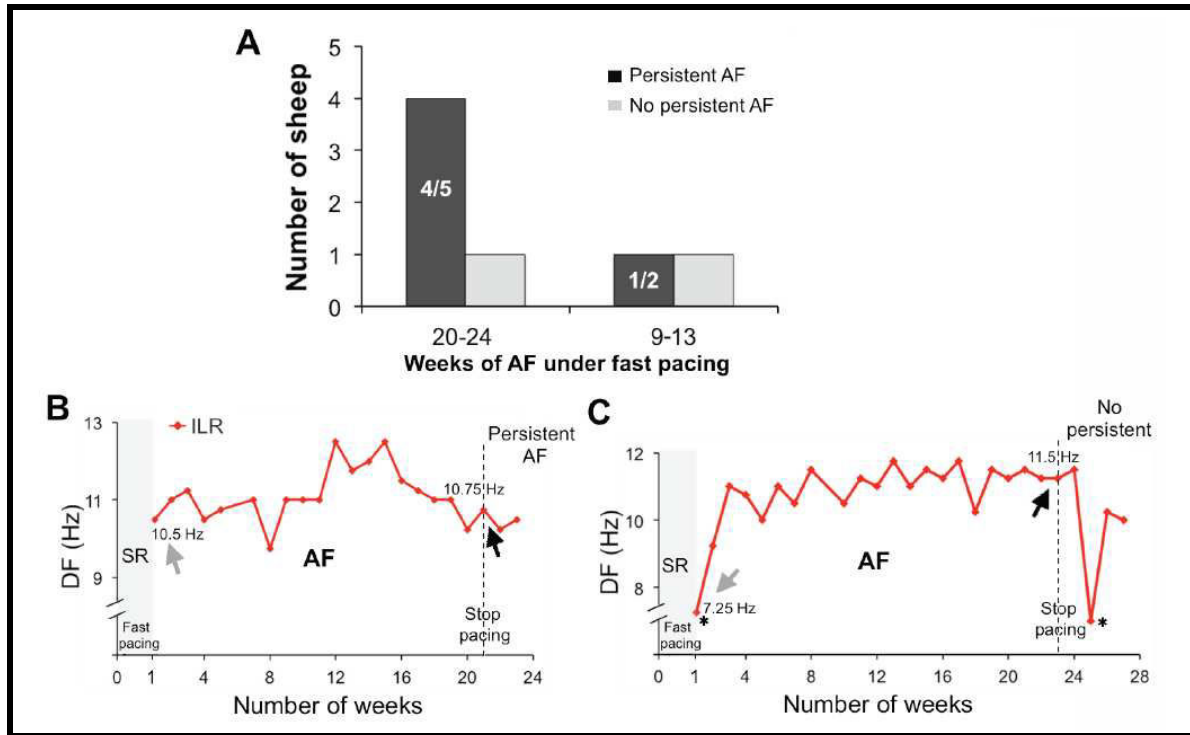 A
Number of sheep
5
4
3
2
1
0
Persistent AF
No persistent AF
4/5
1/2
20-24
9-13
Weeks of AF under fast pacing
B
ILR
DF (Hz)
13
11
9
SR
Fast
pacing
10.5 Hz
AF
10.75 Hz
Persistent
AF
Stop
pacing
0 1 4 8 12 16 20 24
Number of weeks
C
DF (Hz)
12
10
8
SR
Fast
pacing
7.25 Hz
*
AF
11.5 Hz
No
persistent
Stop
pacing
*
0 1 4 8 12 16 20 24 28
Number of weeks